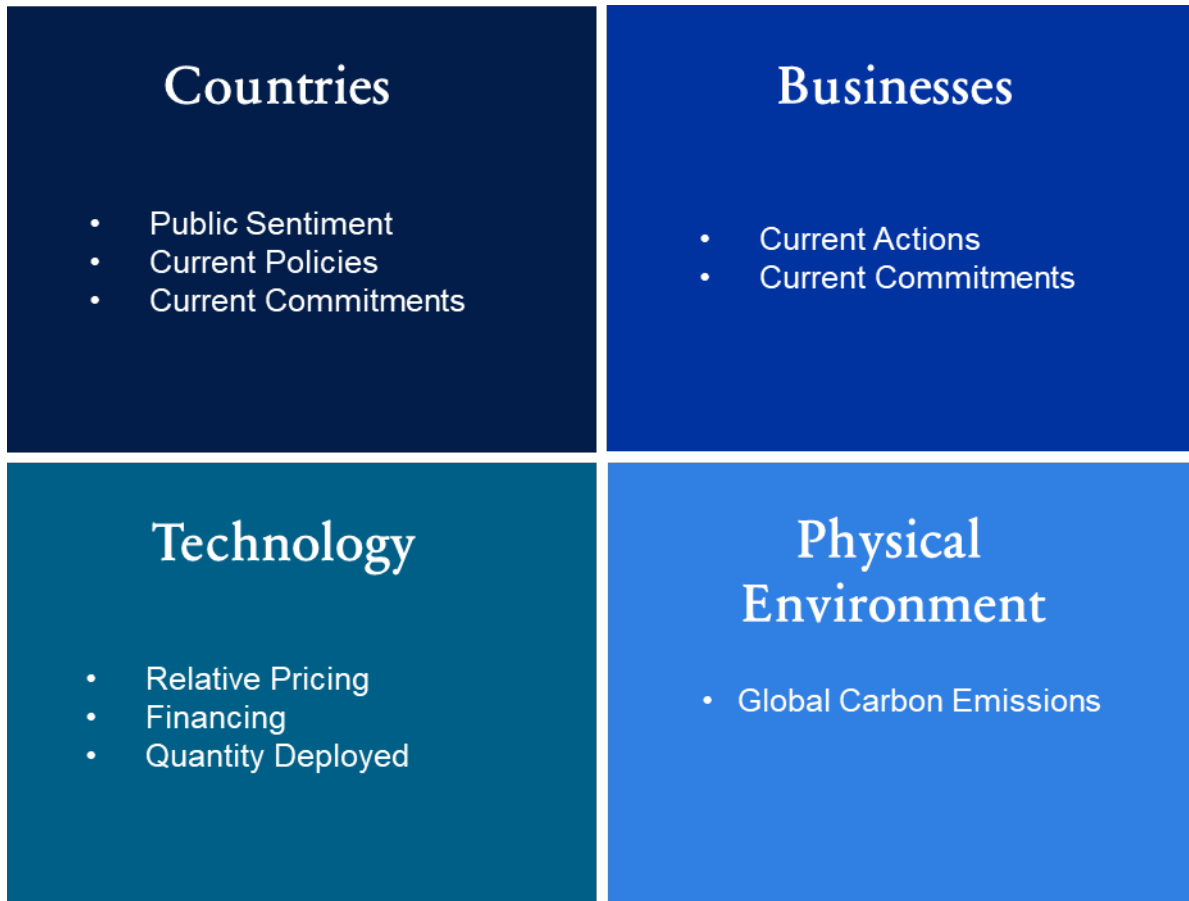 Countries
• Public Sentiment
• Current Policies
• Current Commitments
Businesses
• Current Actions
• Current Commitments
Technology
• Relative Pricing
• Financing
• Quantity Deployed
Physical
Environment
• Global Carbon Emissions